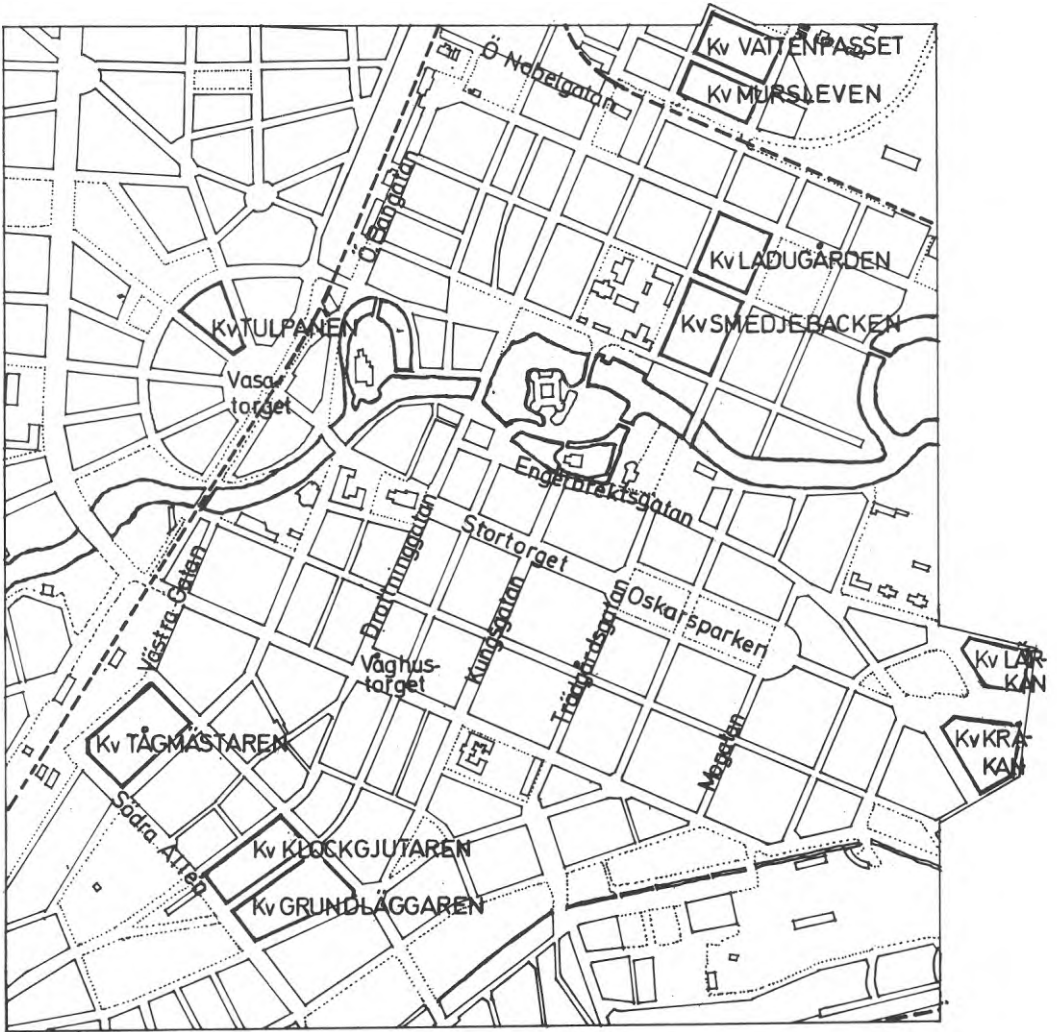 Kv VATTENPASSET
Kv MURSLEVEN
Ö Nobelgatan
Ö Bangatan
Kv LADUGÅRDEN
Kv SMEDJEBACKEN
Kv TULPANEN
Vasa-
torget
Engelbrektsgatan
Stortorget
Oskarsparken
Västra Gatan
Drottninggatan
Kungsgatan
Trädgårdsgatan
Våghus-
torget
Mogatan
Kv LÄR-
KAN
Kv KRÅ-
KAN
Kv TÅGMÄSTAREN
Södra Allén
Kv KLOCKGJUTAREN
Kv GRUNDLÄGGAREN